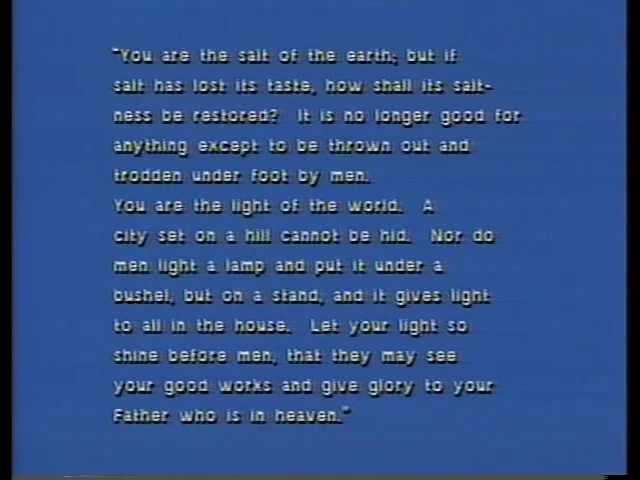 "You are the salt of the earth; but if
salt has lost its taste, how shall its salt-
ness be restored? It is no longer good for
anything except to be thrown out and
trodden under foot by men.
You are the light of the world. A
city set on a hill cannot be hid. Nor do
men light a lamp and put it under a
bushel, but on a stand, and it gives light
to all in the house. Let your light so
shine before men, that they may see
your good works and give glory to your
Father who is in heaven."